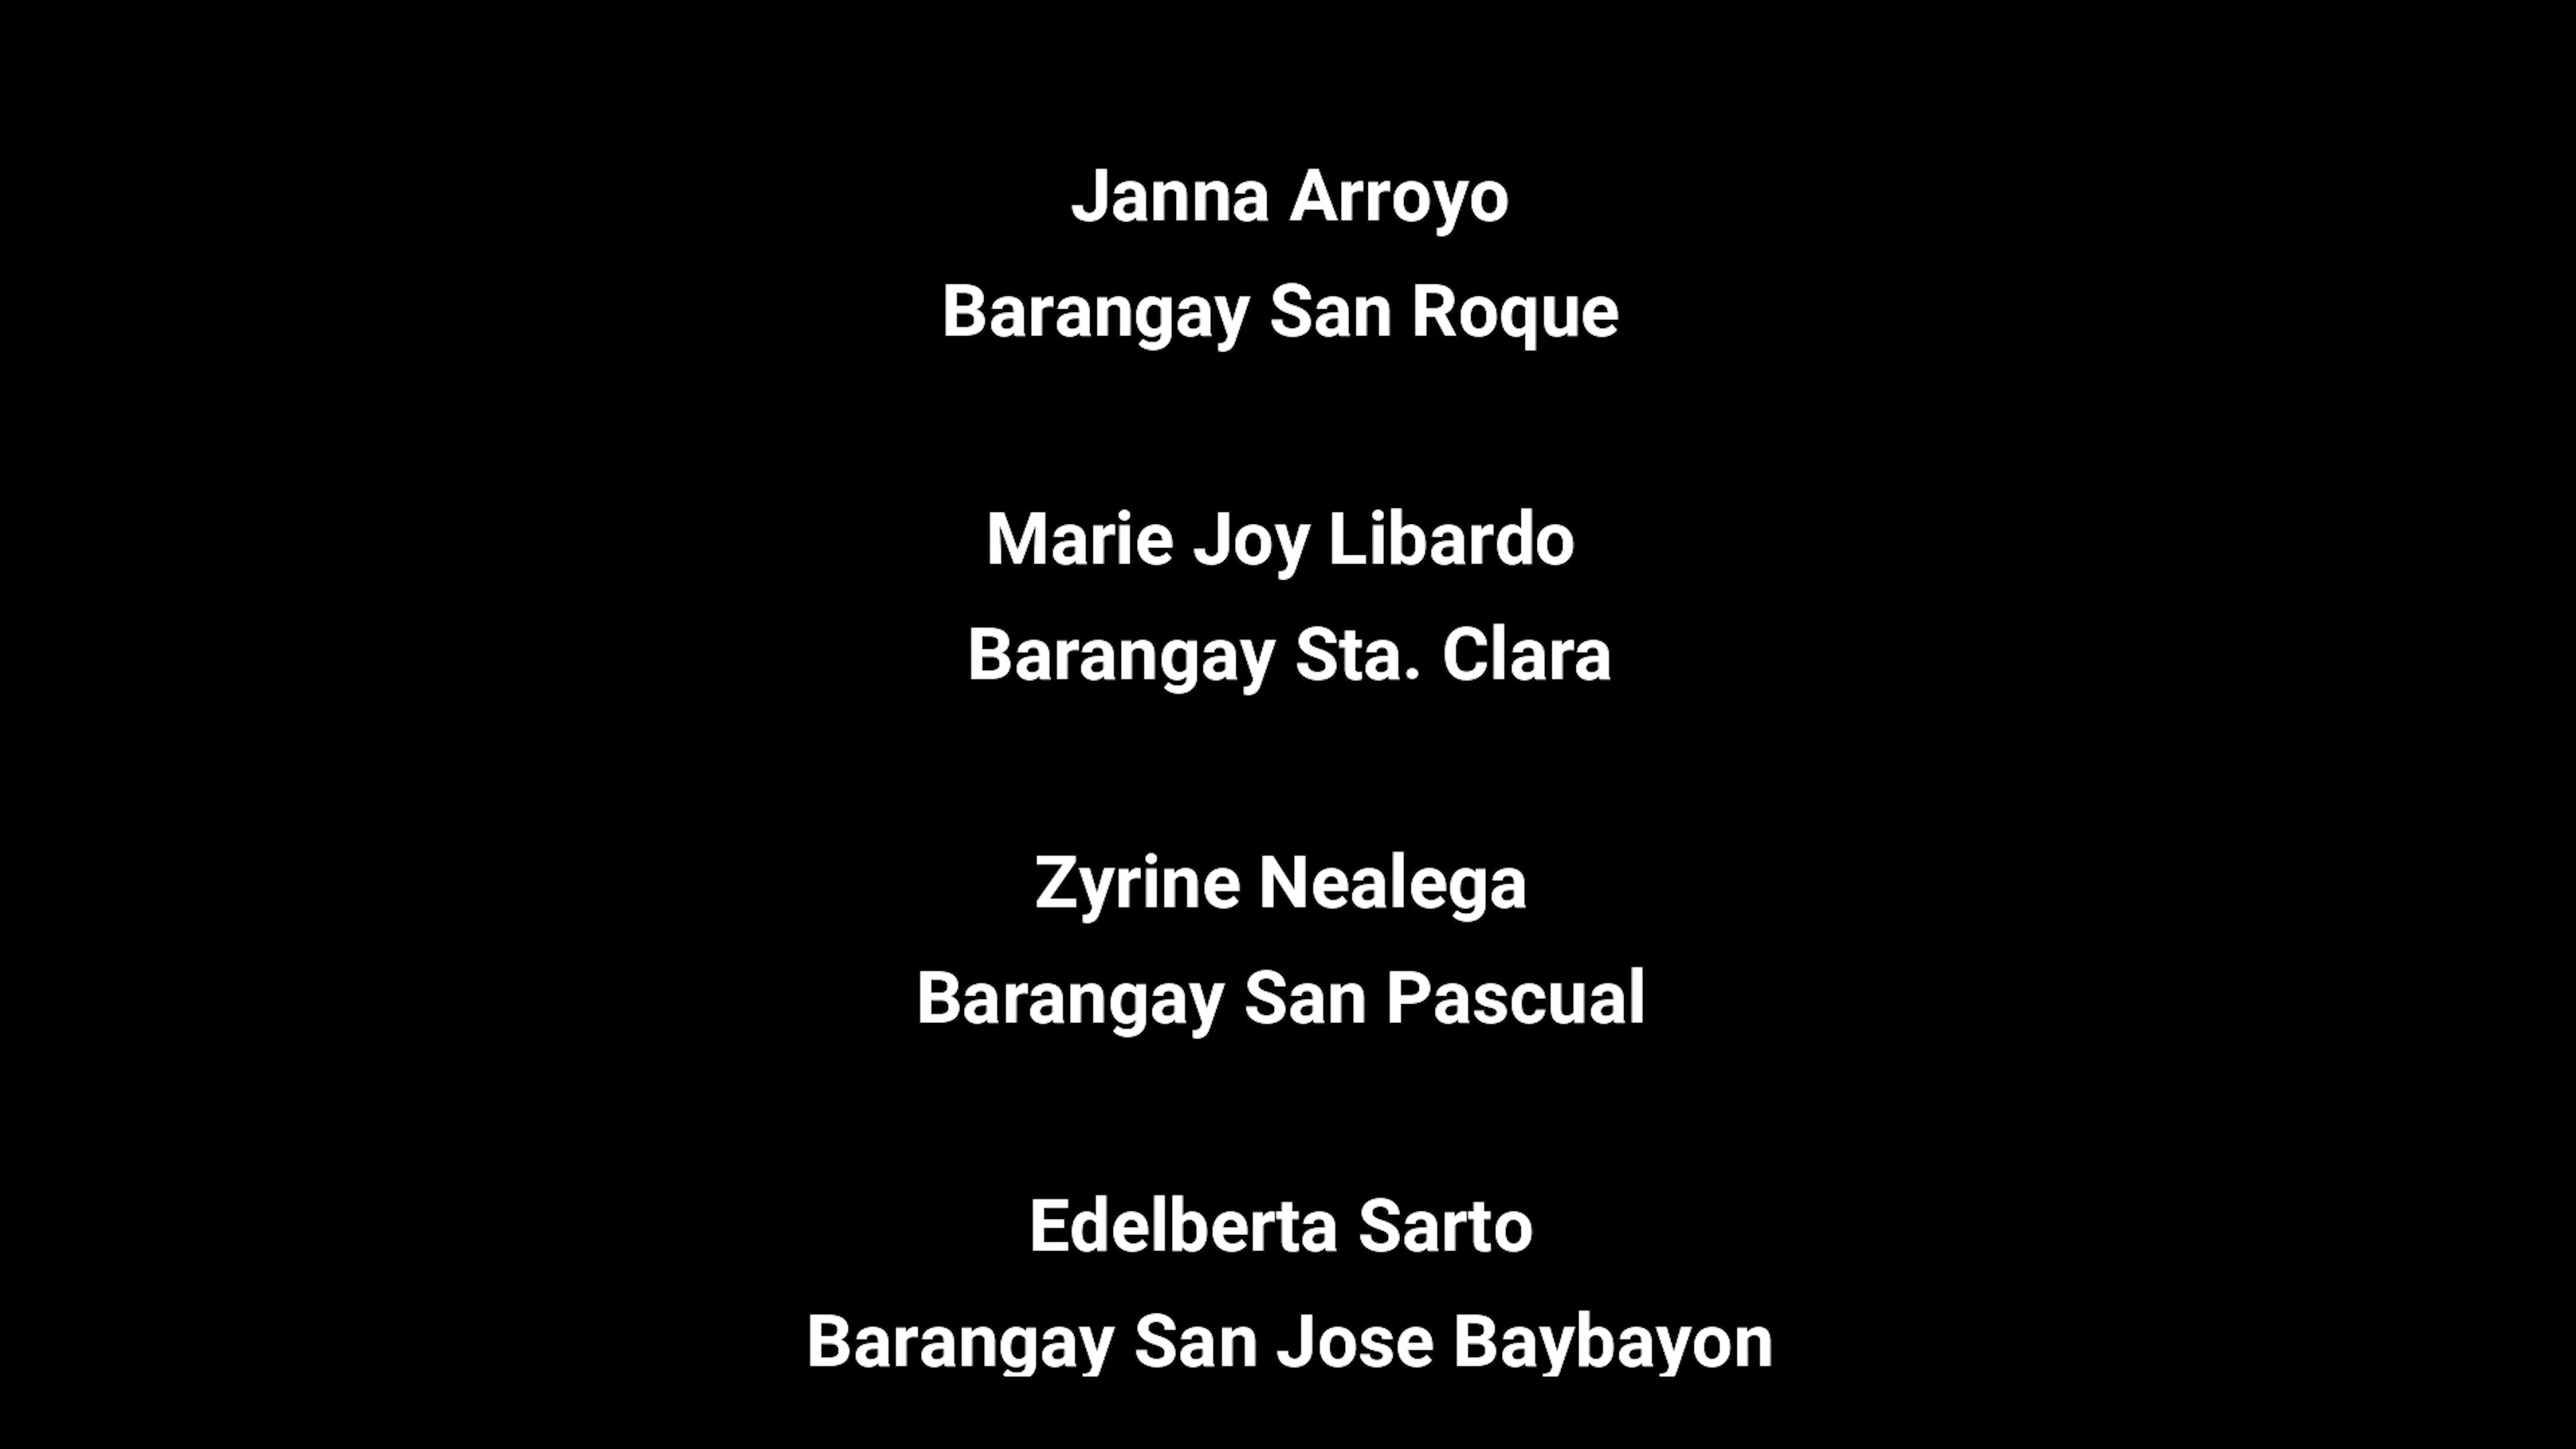 Janna Arroyo
Barangay San Roque
Marie Joy Libardo
Barangay Sta. Clara
Zyrine Nealega
Barangay San Pascual
Edelberta Sarto
Barangay San Jose Baybayon